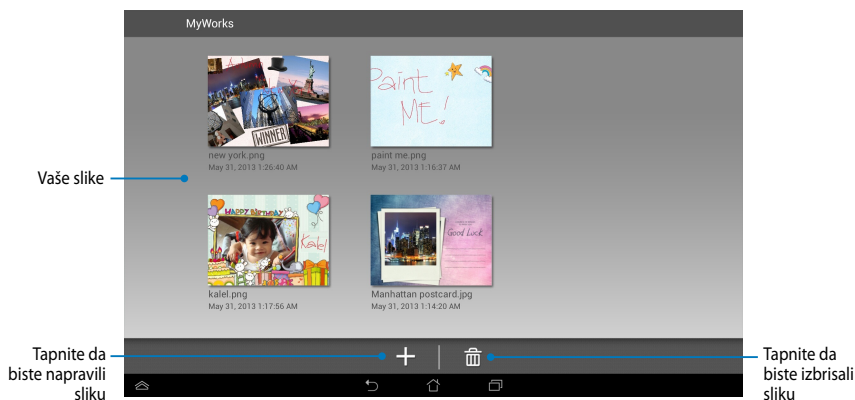 MyWorks
Paint
ME!
WINNER
new york.png
May 31, 2013 1:26:40 AM
paint me.png
May 31, 2013 1:16:37 AM
Vaše slike
HAPPY BIRTHDAY
Kalel
Good Luck
kalel.png
May 31, 2013 1:17:56 AM
Manhattan postcard.jpg
May 31, 2013 1:14:20 AM
Tapnite da
biste napravili
sliku
Tapnite da
biste izbrisali
sliku